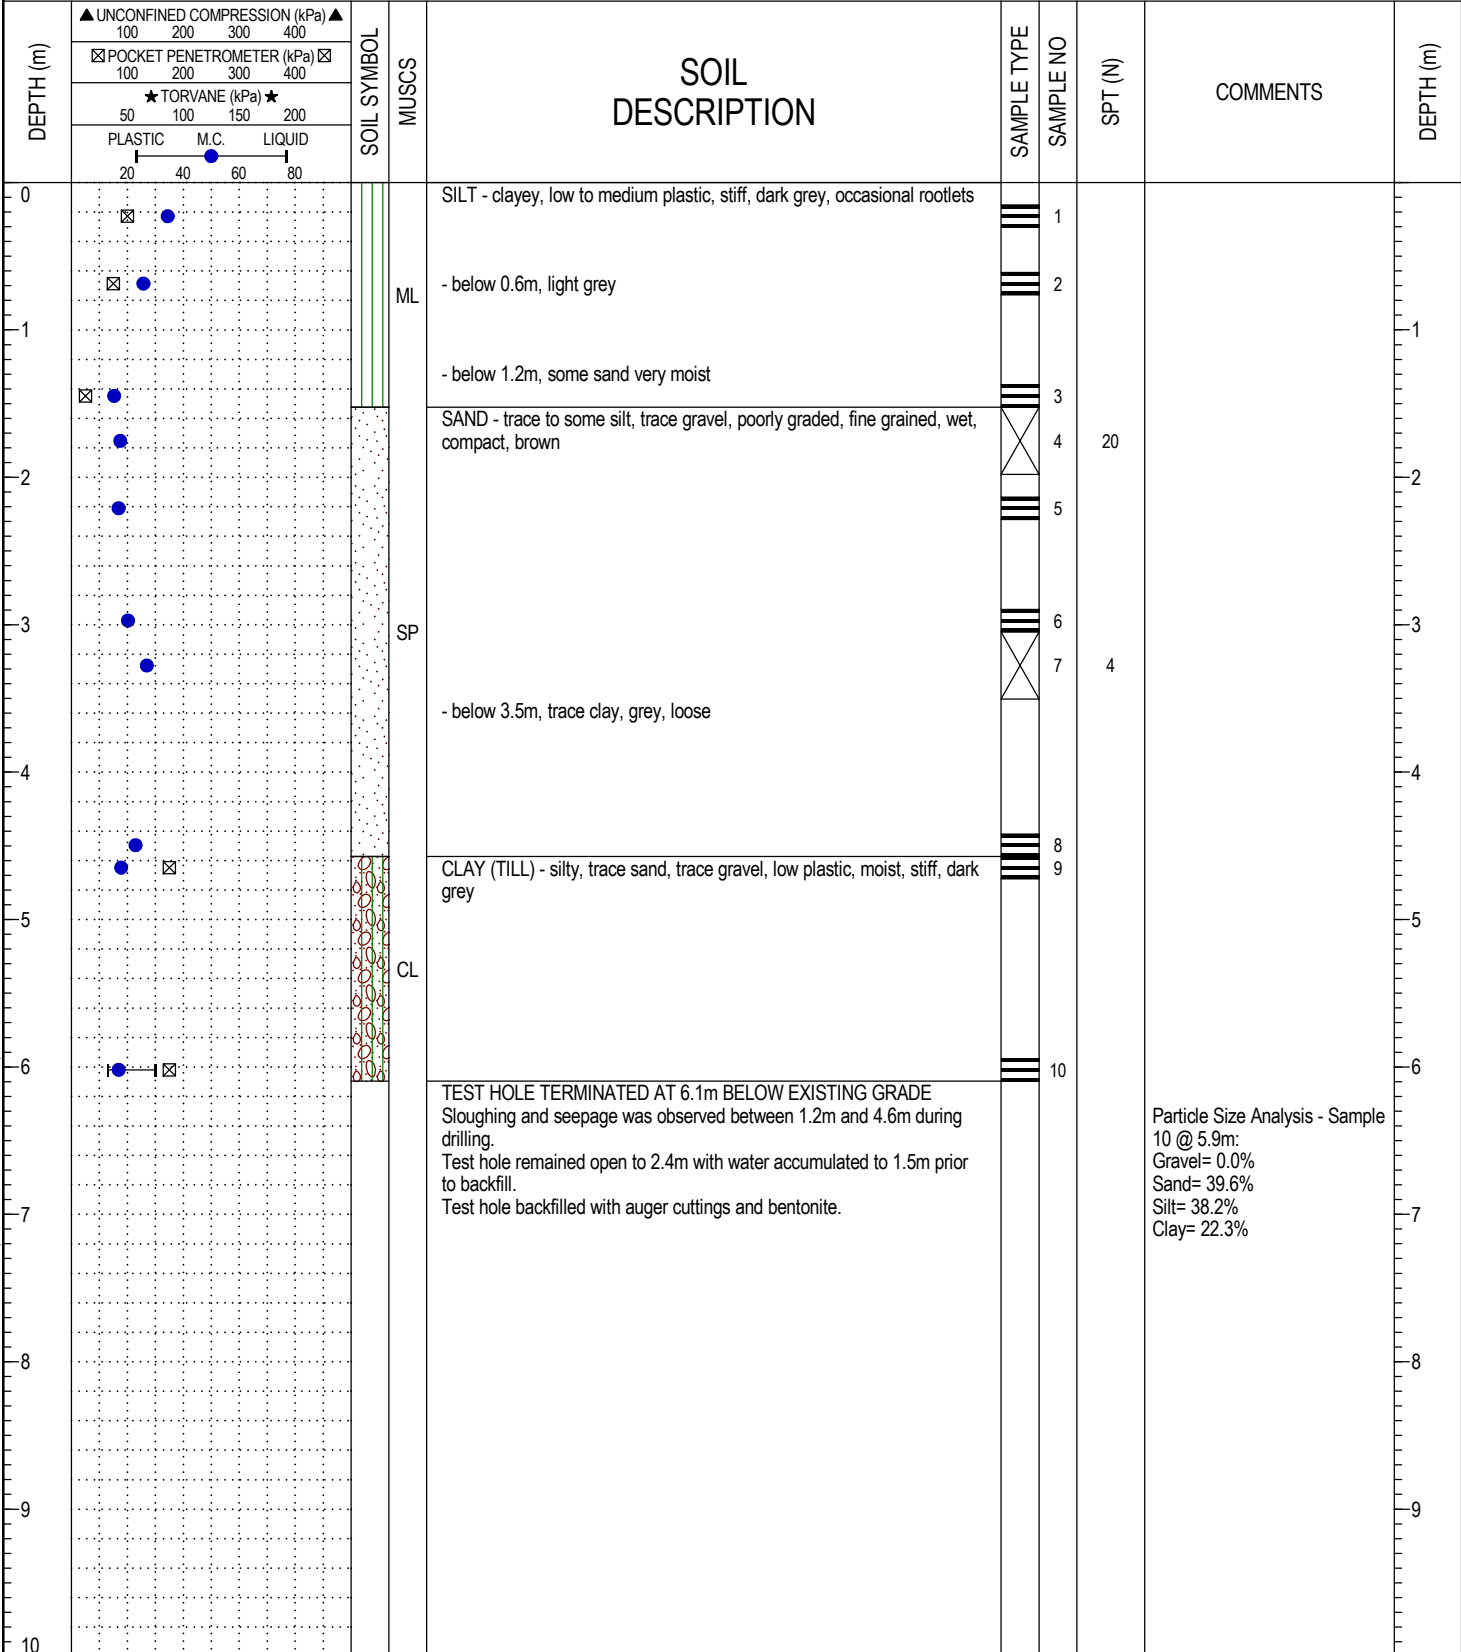 DEPTH (m)
▲ UNCONFINED COMPRESSION (kPa) ▲
100 200 300 400
☒ POCKET PENETROMETER (kPa) ☒
100 200 300 400
★ TORVANE (kPa) ★
50 100 150 200
PLASTIC M.C. LIQUID
20 40 60 80
SOIL SYMBOL
MUSCS
SOIL
DESCRIPTION
SAMPLE TYPE
SAMPLE NO
SPT (N)
COMMENTS
DEPTH (m)
0
SILT - clayey, low to medium plastic, stiff, dark grey, occasional rootlets
1
- below 0.6m, light grey
2
ML
1
1
- below 1.2m, some sand very moist
3
SAND - trace to some silt, trace gravel, poorly graded, fine grained, wet,
compact, brown
4 20
2
2
5
3
SP
6
3
7 4
- below 3.5m, trace clay, grey, loose
4
4
8
CLAY (TILL) - silty, trace sand, trace gravel, low plastic, moist, stiff, dark
grey
9
5
5
CL
6
10
6
TEST HOLE TERMINATED AT 6.1m BELOW EXISTING GRADE
Sloughing and seepage was observed between 1.2m and 4.6m during
drilling.
Test hole remained open to 2.4m with water accumulated to 1.5m prior
to backfill.
Test hole backfilled with auger cuttings and bentonite.
Particle Size Analysis - Sample
10 @ 5.9m:
Gravel= 0.0%
Sand= 39.6%
Silt= 38.2%
Clay= 22.3%
7
7
8
8
9
9
10